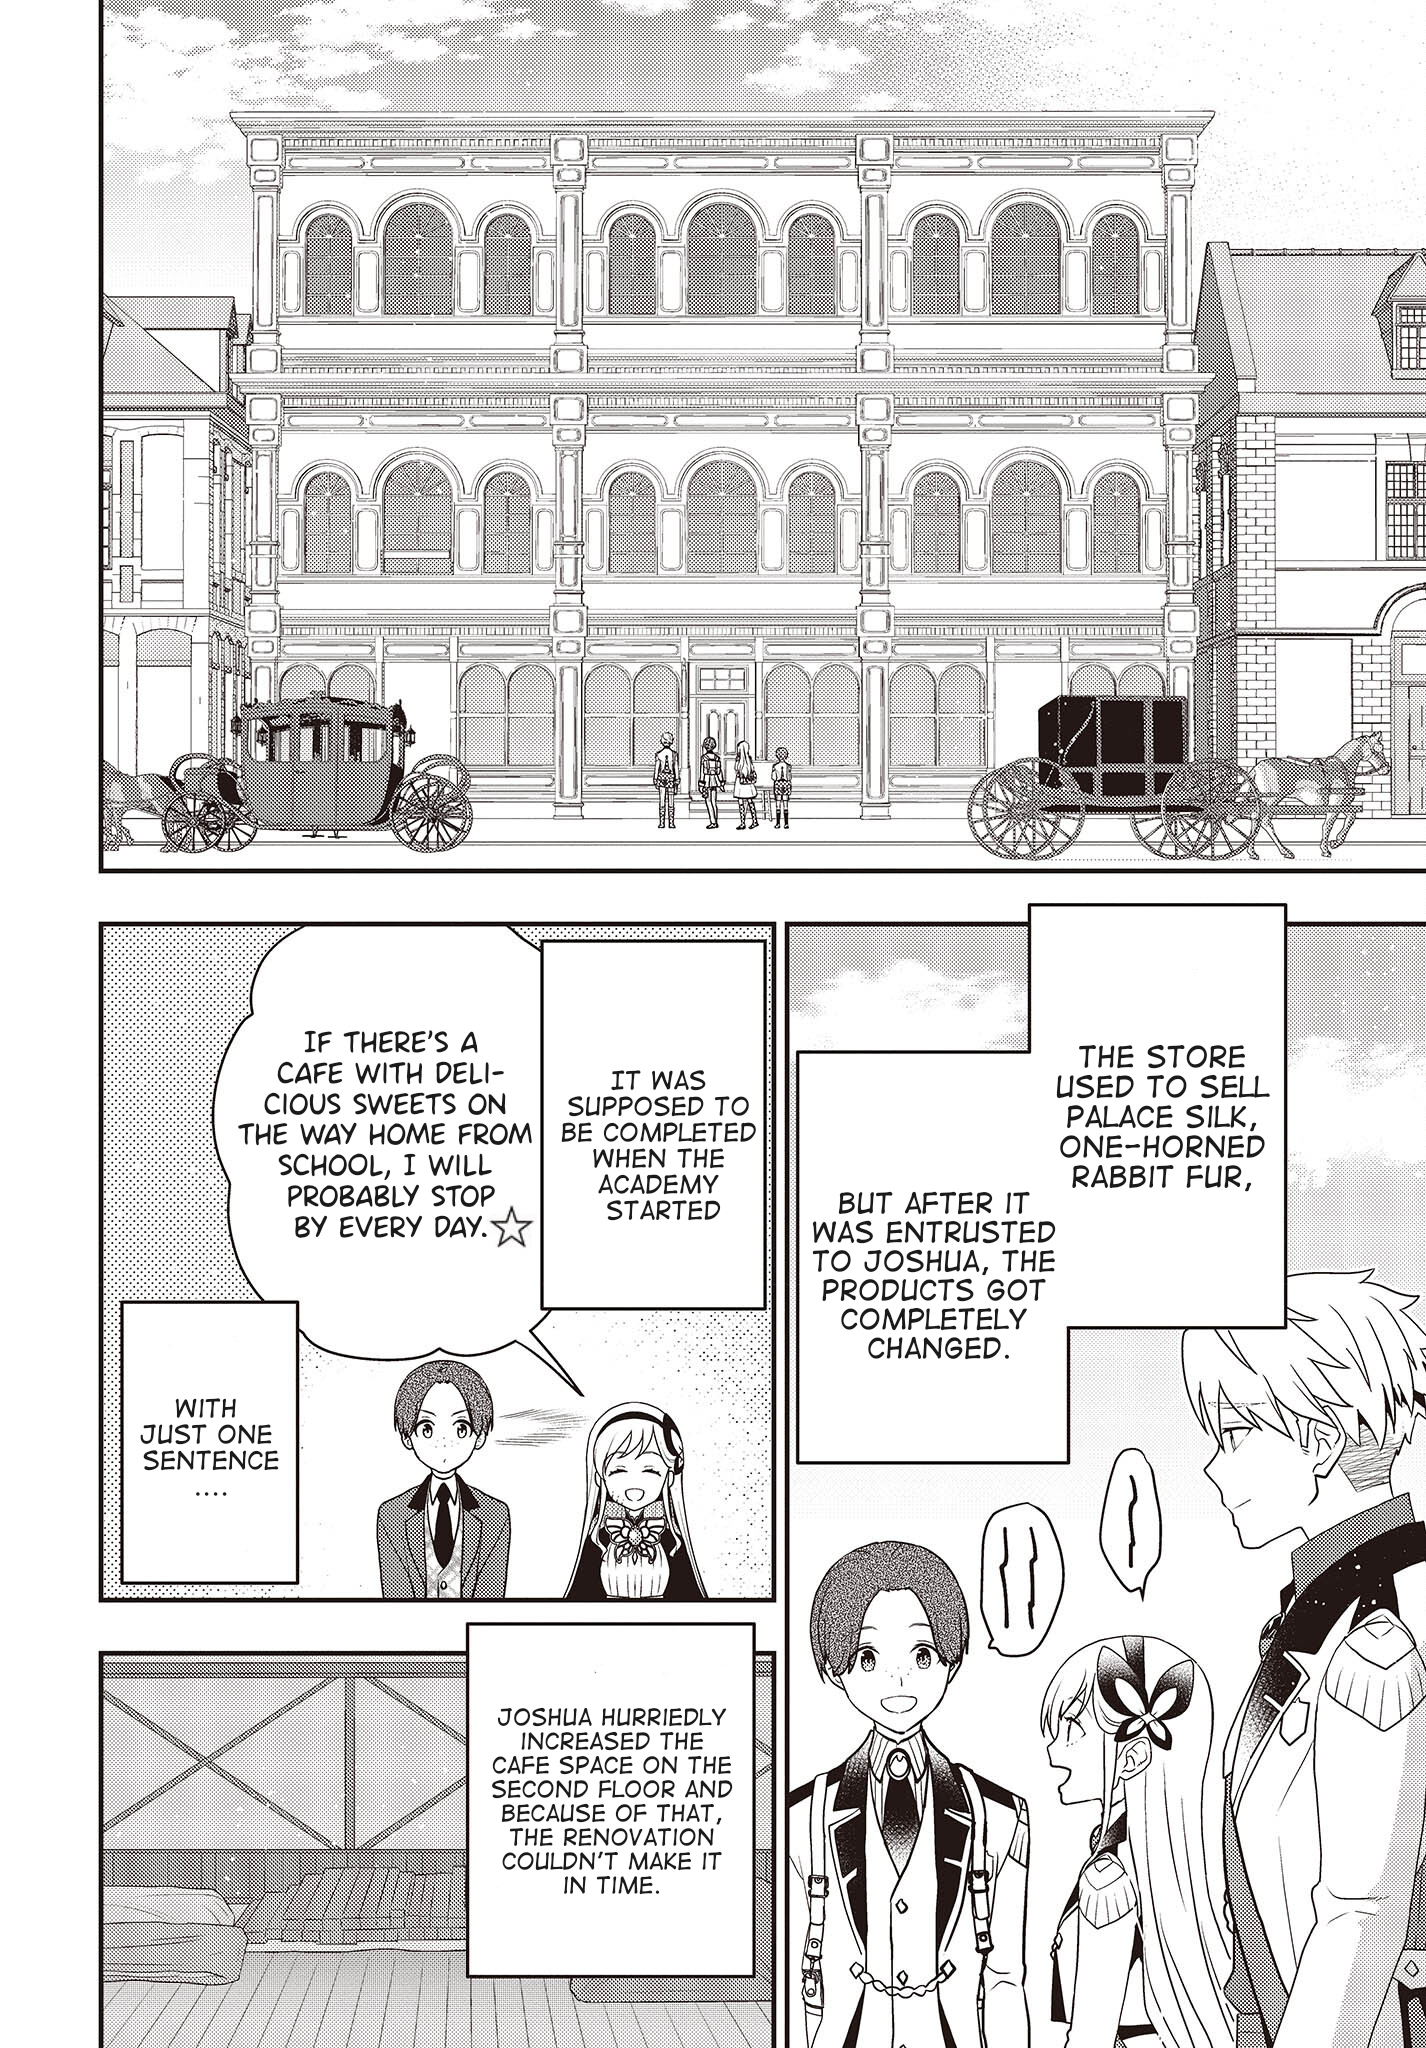 THE STORE
USED TO SELL
PALACE SILK,
ONE-HORNED
RABBIT FUR,
BUT AFTER IT
WAS ENTRUSTED
TO JOSHUA, THE
PRODUCTS GOT
COMPLETELY
CHANGED.
IT WAS
SUPPOSED TO
BE COMPLETED
WHEN THE
ACADEMY
STARTED
IF THERE'S A
CAFE WITH DELI-
CIOUS SWEETS ON
THE WAY HOME FROM
SCHOOL, I WILL
PROBABLY STOP
BY EVERY DAY.☆
WITH
JUST ONE
SENTENCE
....
JOSHUA HURRIEDLY
INCREASED THE
CAFE SPACE ON THE
SECOND FLOOR AND
BECAUSE OF THAT,
THE RENOVATION
COULDN'T MAKE IT
IN TIME.